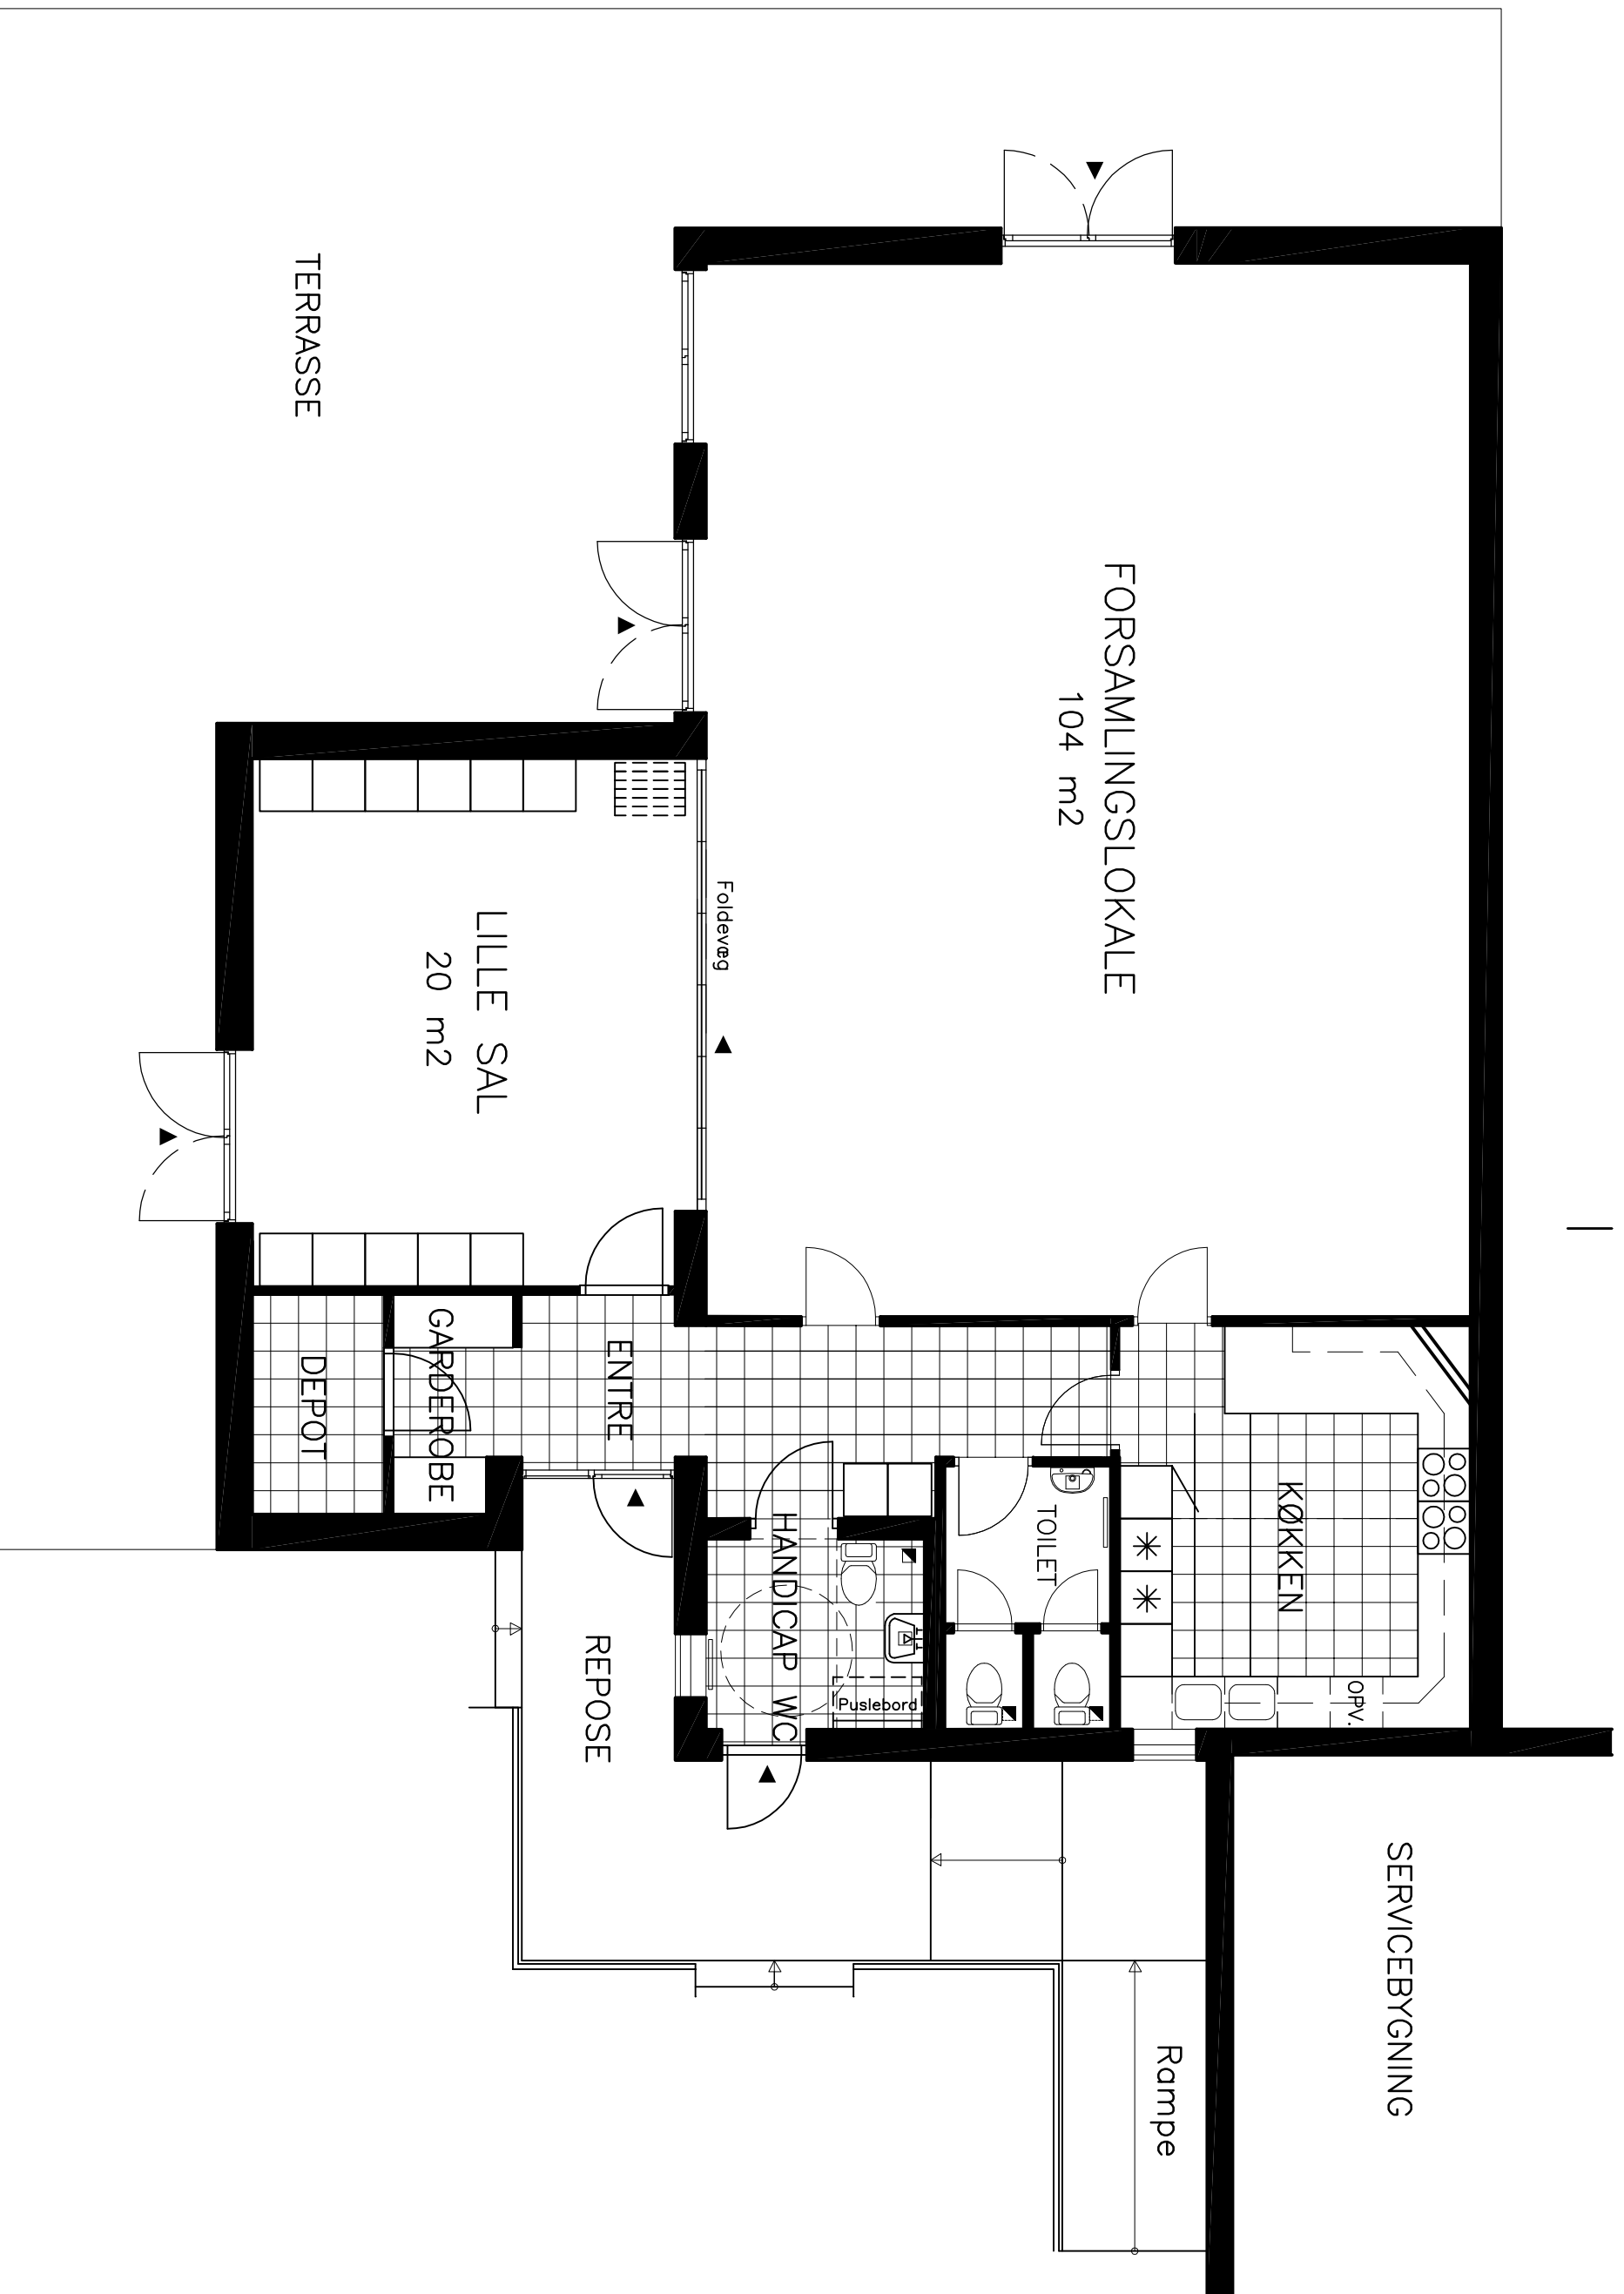 SERVICEBYGNING
Rampe
KØKKEN
OPV.
FORSAMLINGSLOKALE
104 m2
TOILET
Puslebord
HANDICAP WC
Foldevæg
ENTRE
REPOSE
LILLE SAL
20 m2
GARDEROBE
DEPOT
TERRASSE